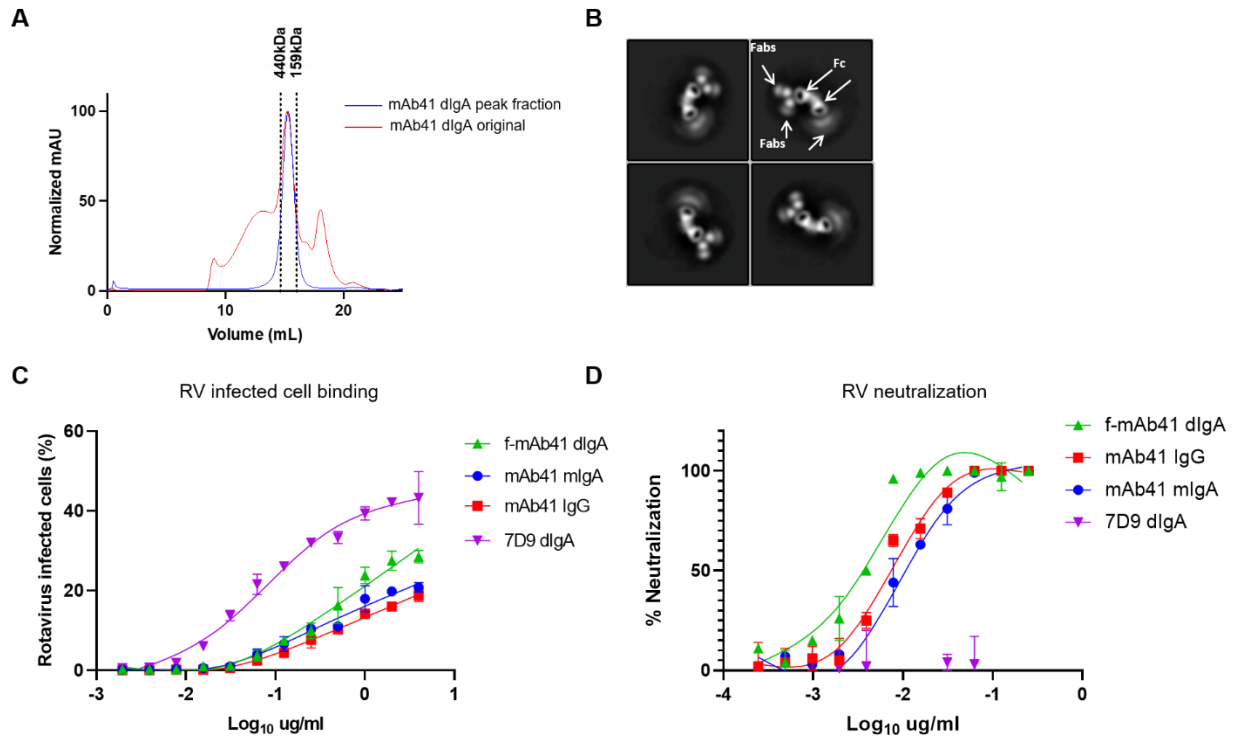 A
440kDa
159kDa
mAb41 dIgA peak fraction
mAb41 dIgA original
Normalized mAU
100
50
0
0
10
20
Volume (mL)
B
Fabs
Fc
Fabs
C
RV infected cell binding
Rotavirus infected cells (%)
60
40
20
0
-3
-2
-1
0
1
Log10 ug/ml
f-mAb41 dIgA
mAb41 mIgA
mAb41 IgG
7D9 dIgA
D
RV neutralization
% Neutralization
100
50
0
-4
-3
-2
-1
0
Log10 ug/ml
f-mAb41 dIgA
mAb41 IgG
mAb41 mIgA
7D9 dIgA